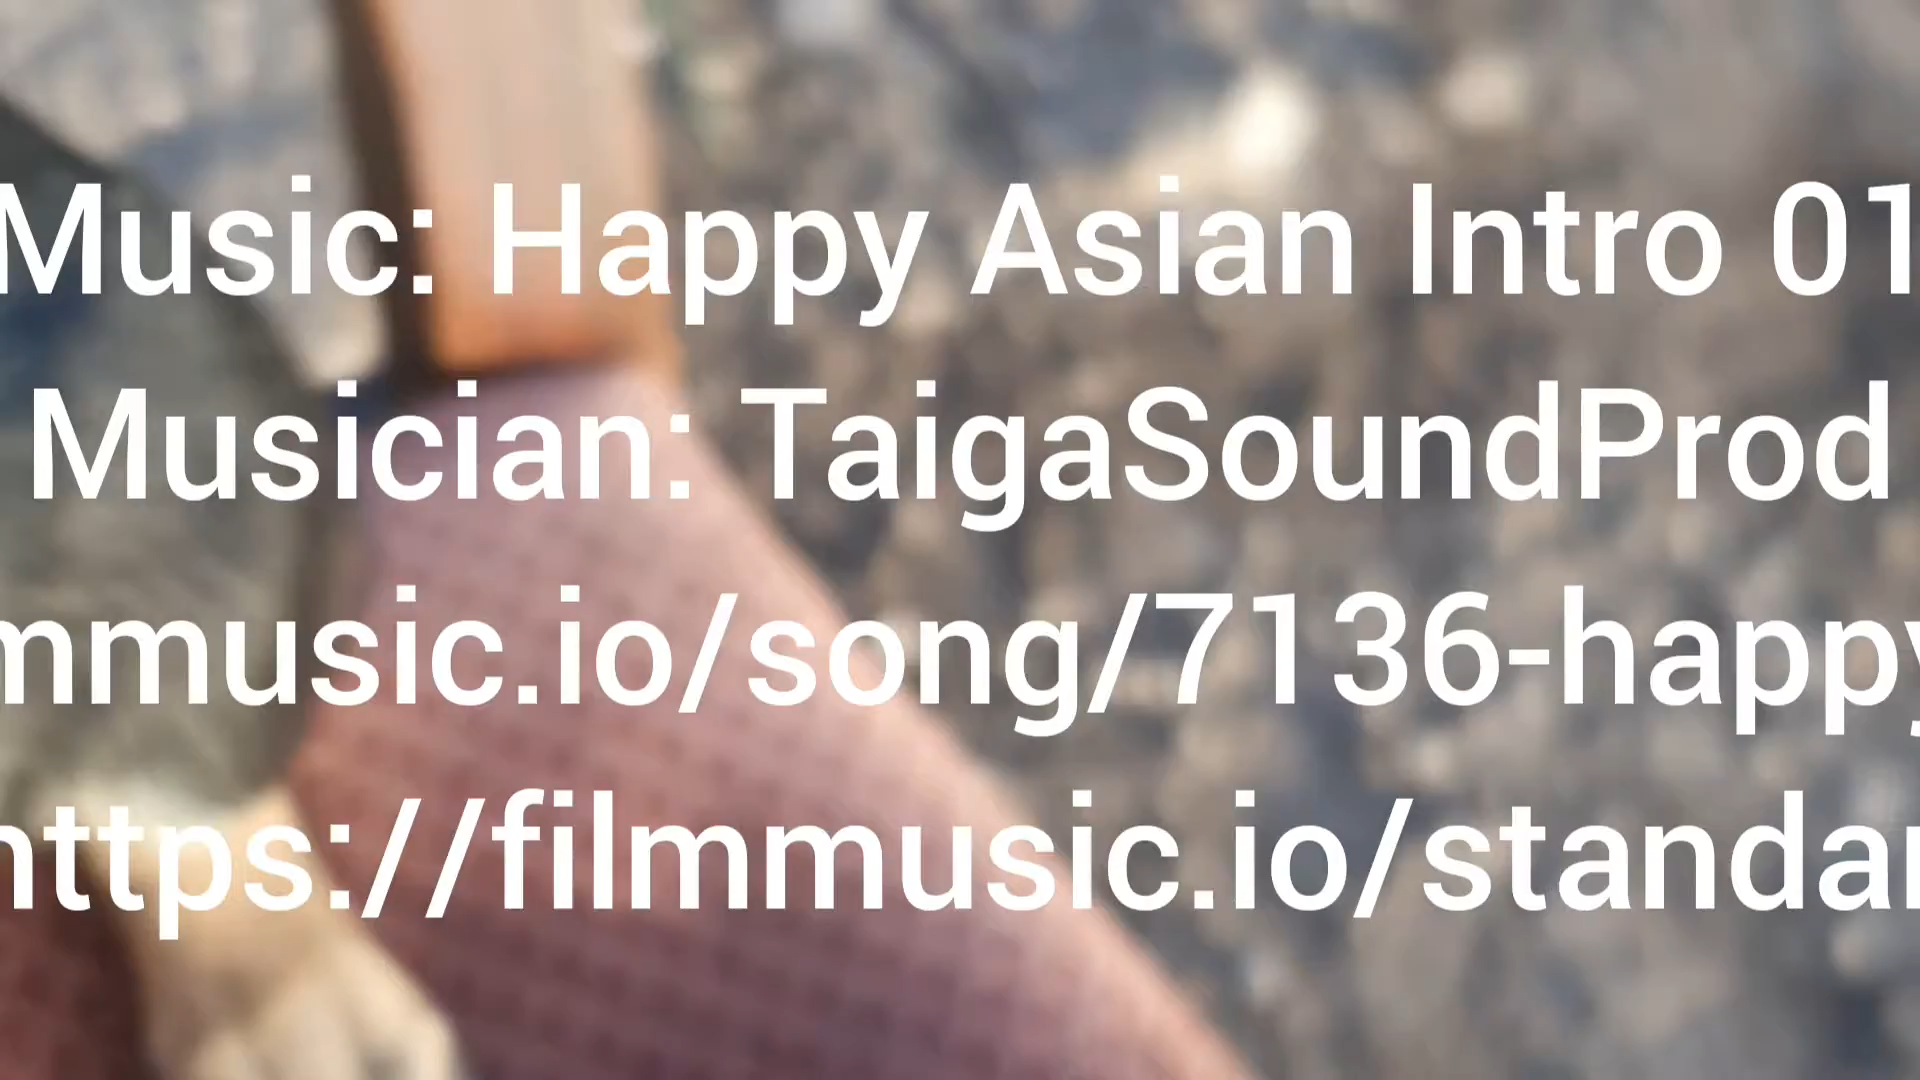 Music: Happy Asian Intro 01
Musician: TaigaSoundProd
mmusic.io/song/7136-happy
https://filmmusic.io/standar